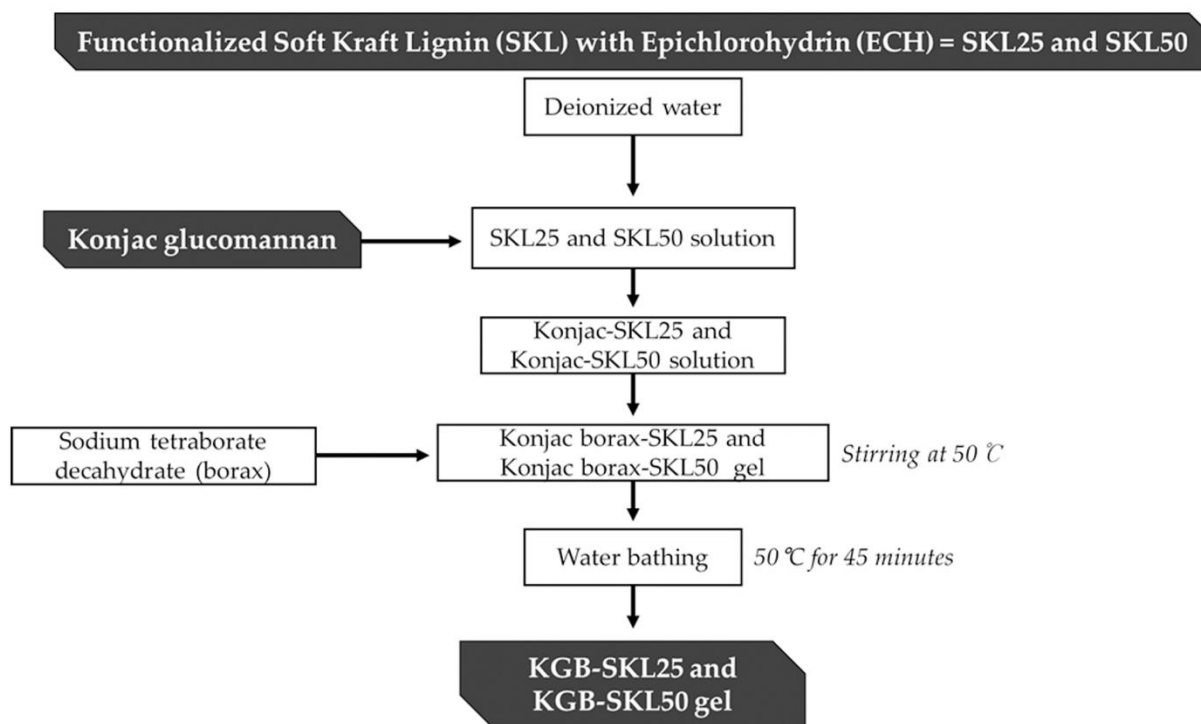 Functionalized Soft Kraft Lignin (SKL) with Epichlorohydrin (ECH) = SKL25 and SKL50
Deionized water
Konjac glucomannan
SKL25 and SKL50 solution
Konjac-SKL25 and
Konjac-SKL50 solution
Sodium tetraborate
decahydrate (borax)
Konjac borax-SKL25 and
Konjac borax-SKL50 gel
Stirring at 50 ℃
Water bathing
50 ℃ for 45 minutes
KGB-SKL25 and
KGB-SKL50 gel